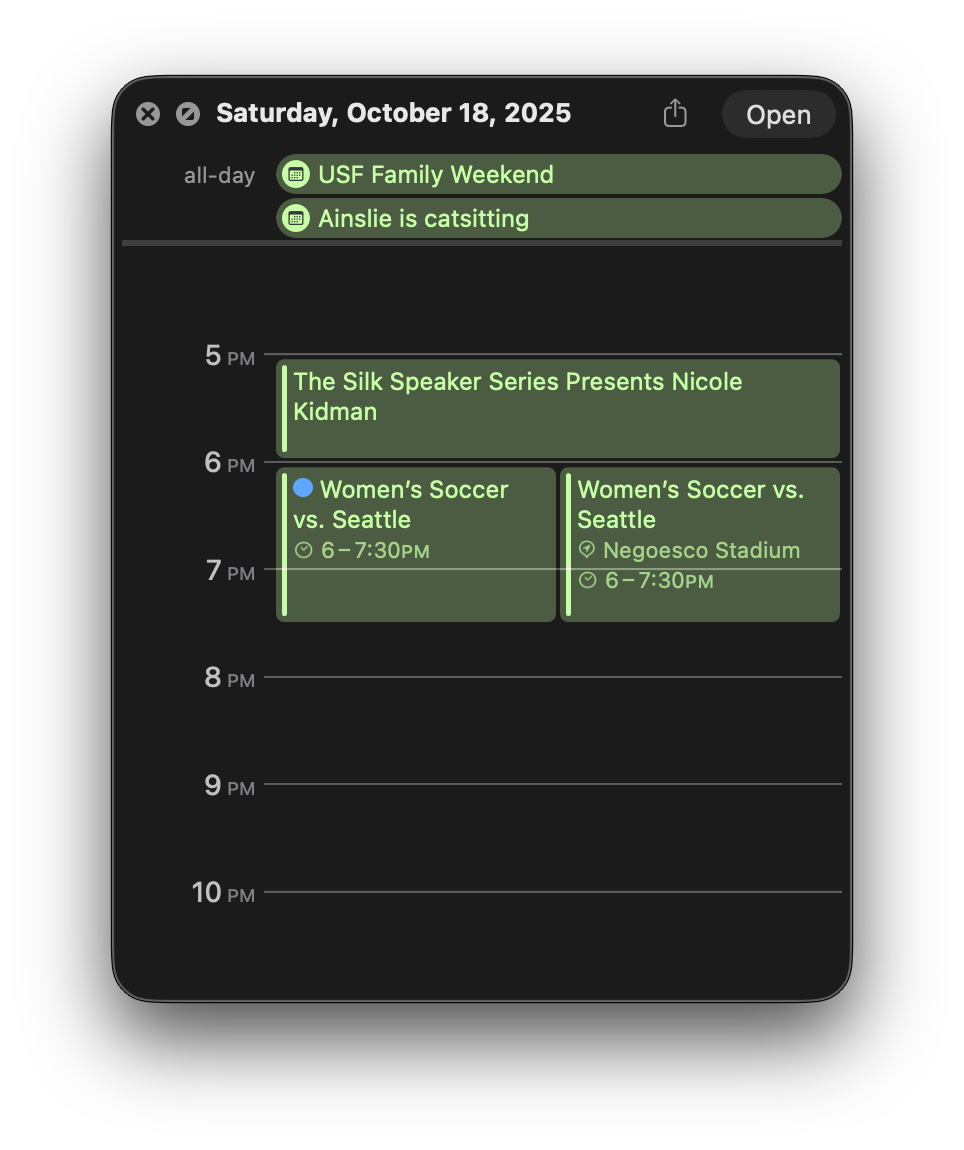 Saturday, October 18, 2025
Open
all-day
USF Family Weekend
Ainslie is catsitting
5 PM
The Silk Speaker Series Presents Nicole
Kidman
6 PM
Women’s Soccer
vs. Seattle
6–7:30PM
Women’s Soccer vs.
Seattle
Negoesco Stadium
6–7:30PM
7 PM
8 PM
9 PM
10 PM